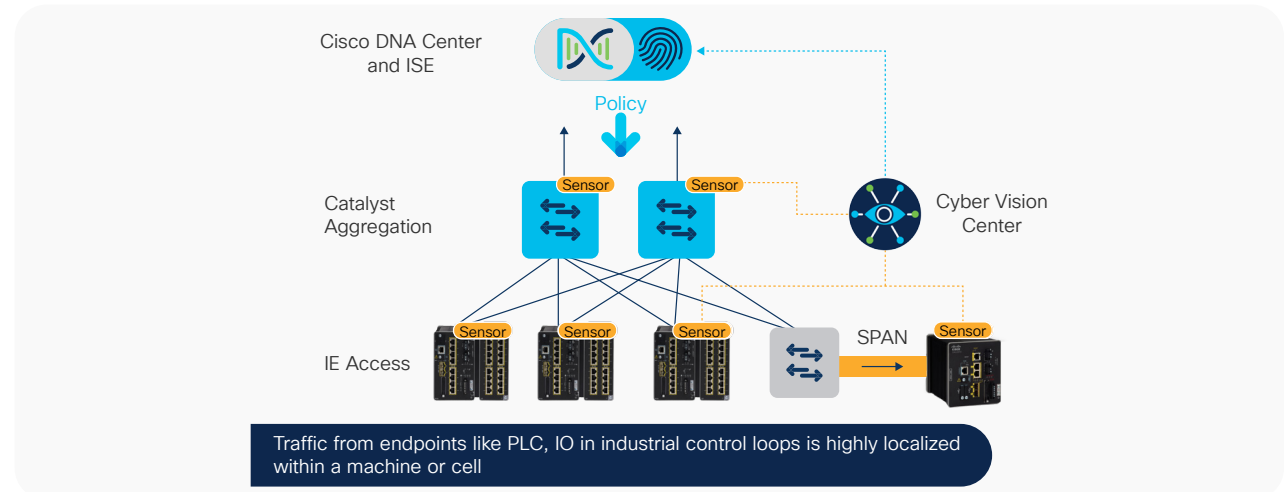 Cisco DNA Center
and ISE
Policy
Sensor
Sensor
Catalyst
Aggregation
Cyber Vision
Center
Sensor
Sensor
Sensor
SPAN
Sensor
IE Access
Traffic from endpoints like PLC, IO in industrial control loops is highly localized
within a machine or cell